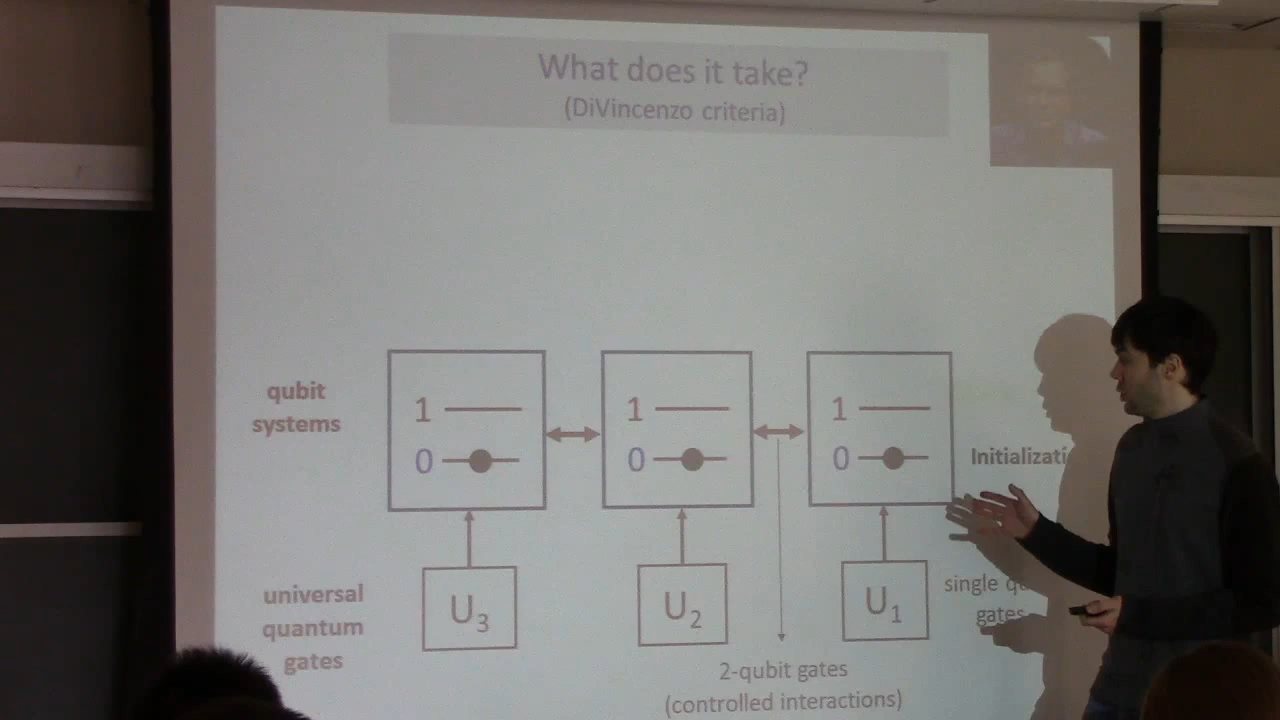 What does it take?
(DiVincenzo criteria)
qubit
systems
1
0
1
0
1
0
universal
quantum
gates
U3
U2
U1
single
gates
2-qubit gates
(controlled interactions)